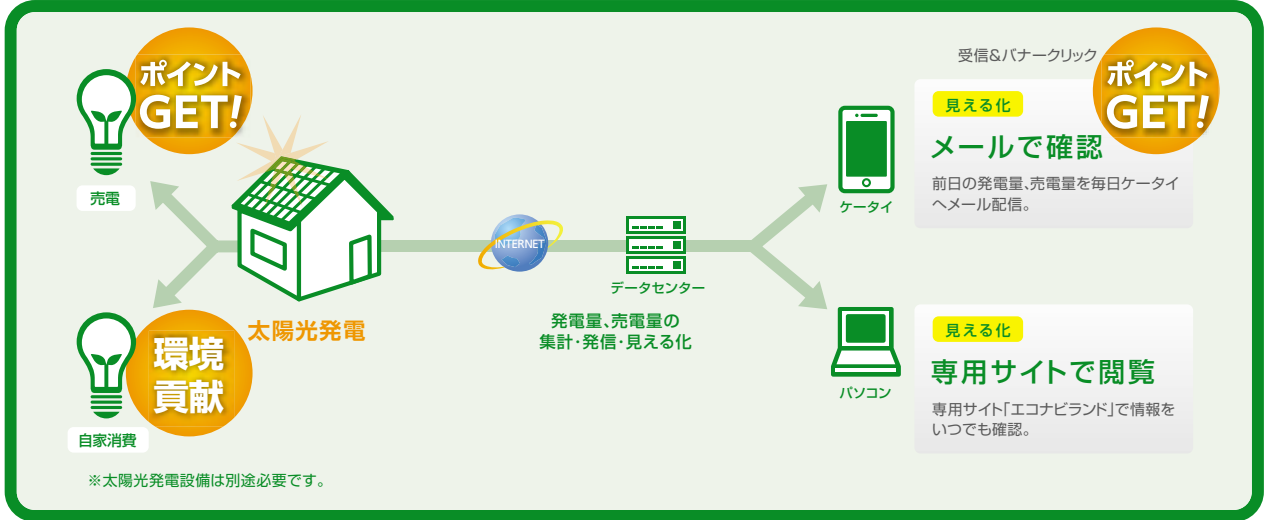 ポイント
GET!
売電
環境
貢献
自家消費
太陽光発電
※太陽光発電設備は別途必要です。
INTERNET
データセンター
発電量、売電量の
集計・発信・見える化
ケータイ
パソコン
受信&バナークリック
ポイント
GET!
見える化
メールで確認
前日の発電量、売電量を毎日ケータイ
へメール配信。
見える化
専用サイトで閲覧
専用サイト「エコナビランド」で情報を
いつでも確認。